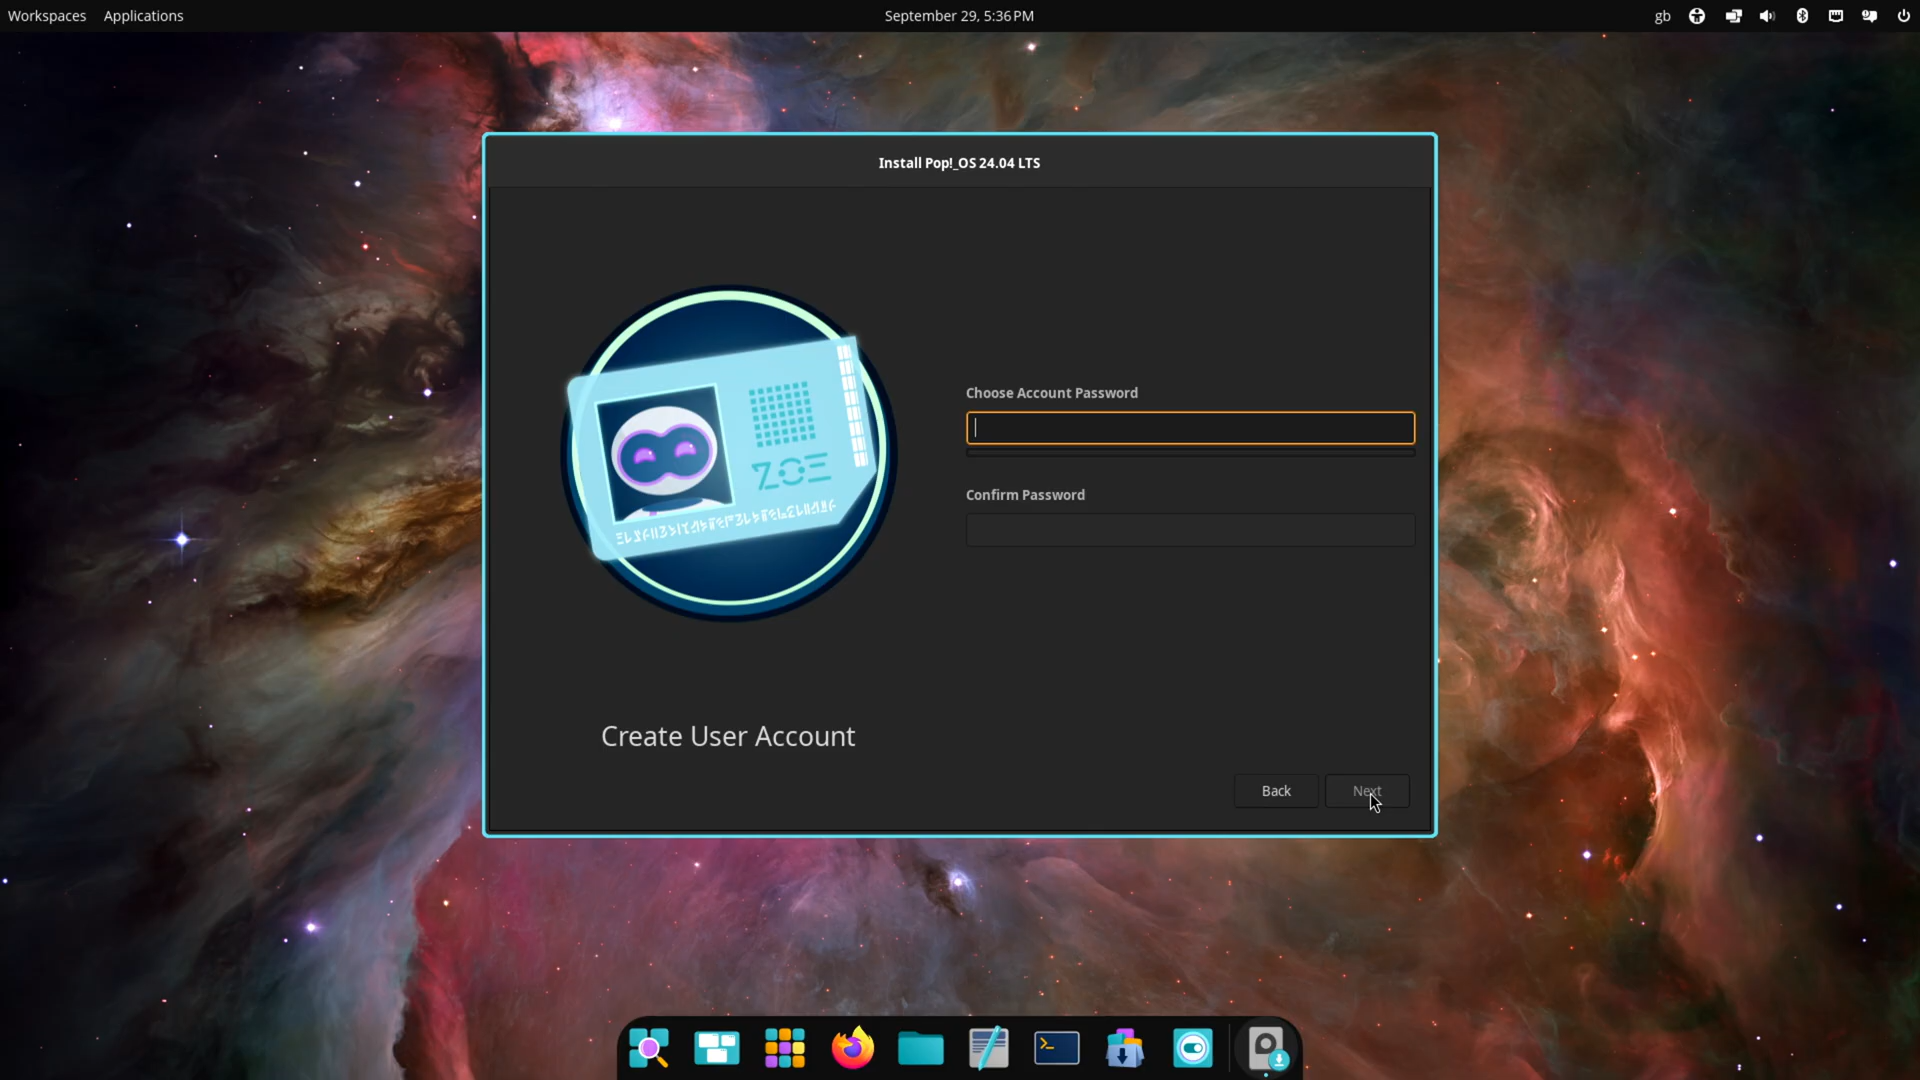 Workspaces Applications September 29, 5:36 PM gb
Install Pop!_OS 24.04 LTS
Choose Account Password
ZOE
Confirm Password
Create User Account
Back Next